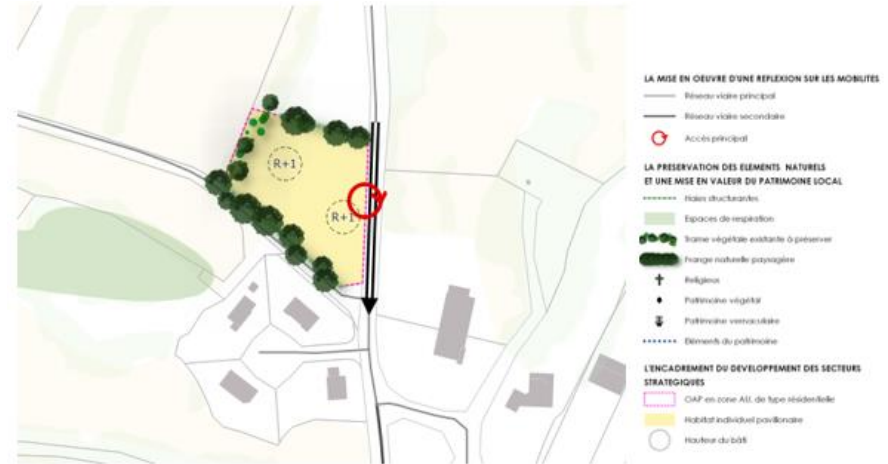 R+1
R+1
LA MISE EN OEUVRE D'UNE REFLEXION SUR LES MOBILITES
Réseau viaire principal
Réseau viaire secondaire
Accès principal
LA PRESERVATION DES ELEMENTS NATURELS
ET UNE MISE EN VALEUR DU PATRIMOINE LOCAL
Haies structurantes
Espaces de respiration
Trame végétale existante à préserver
Frange naturelle paysagère
Religieux
Patrimoine végétal
Patrimoine vernaculaire
Eléments du patrimoine
L'ENCADREMENT DU DEVELOPPEMENT DES SECTEURS
STRATEGIQUES
OAP en zone AU, de type résidentielle
Habitat individuel pavillonaire
Hauteur du bâti